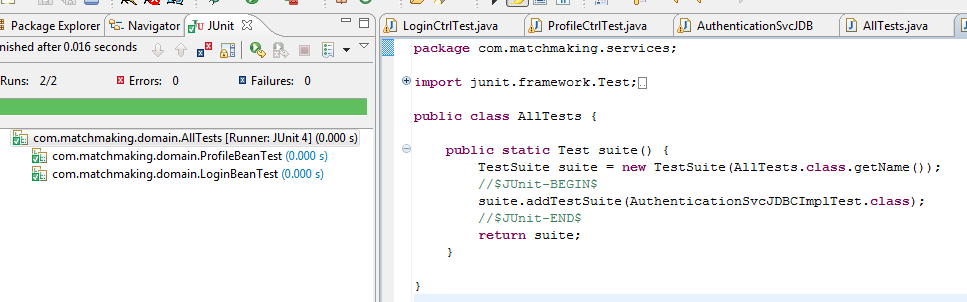 Package Explorer Navigator JUnit
nished after 0.016 seconds
Runs: 2/2 Errors: 0 Failures: 0
com.matchmaking.domain.AllTests [Runner: JUnit 4] (0.000 s)
com.matchmaking.domain.ProfileBeanTest (0.000 s)
com.matchmaking.domain.LoginBeanTest (0.000 s)
LoginCtrlTest.java ProfileCtrlTest.java AuthenticationSvcJDB AllTests.java
package com.matchmaking.services;
import junit.framework.Test;
public class AllTests {
public static Test suite() {
TestSuite suite = new TestSuite(AllTests.class.getName());
//$JUnit-BEGIN$
suite.addTestSuite(AuthenticationSvcJDBCImplTest.class);
//$JUnit-END$
return suite;
}
}